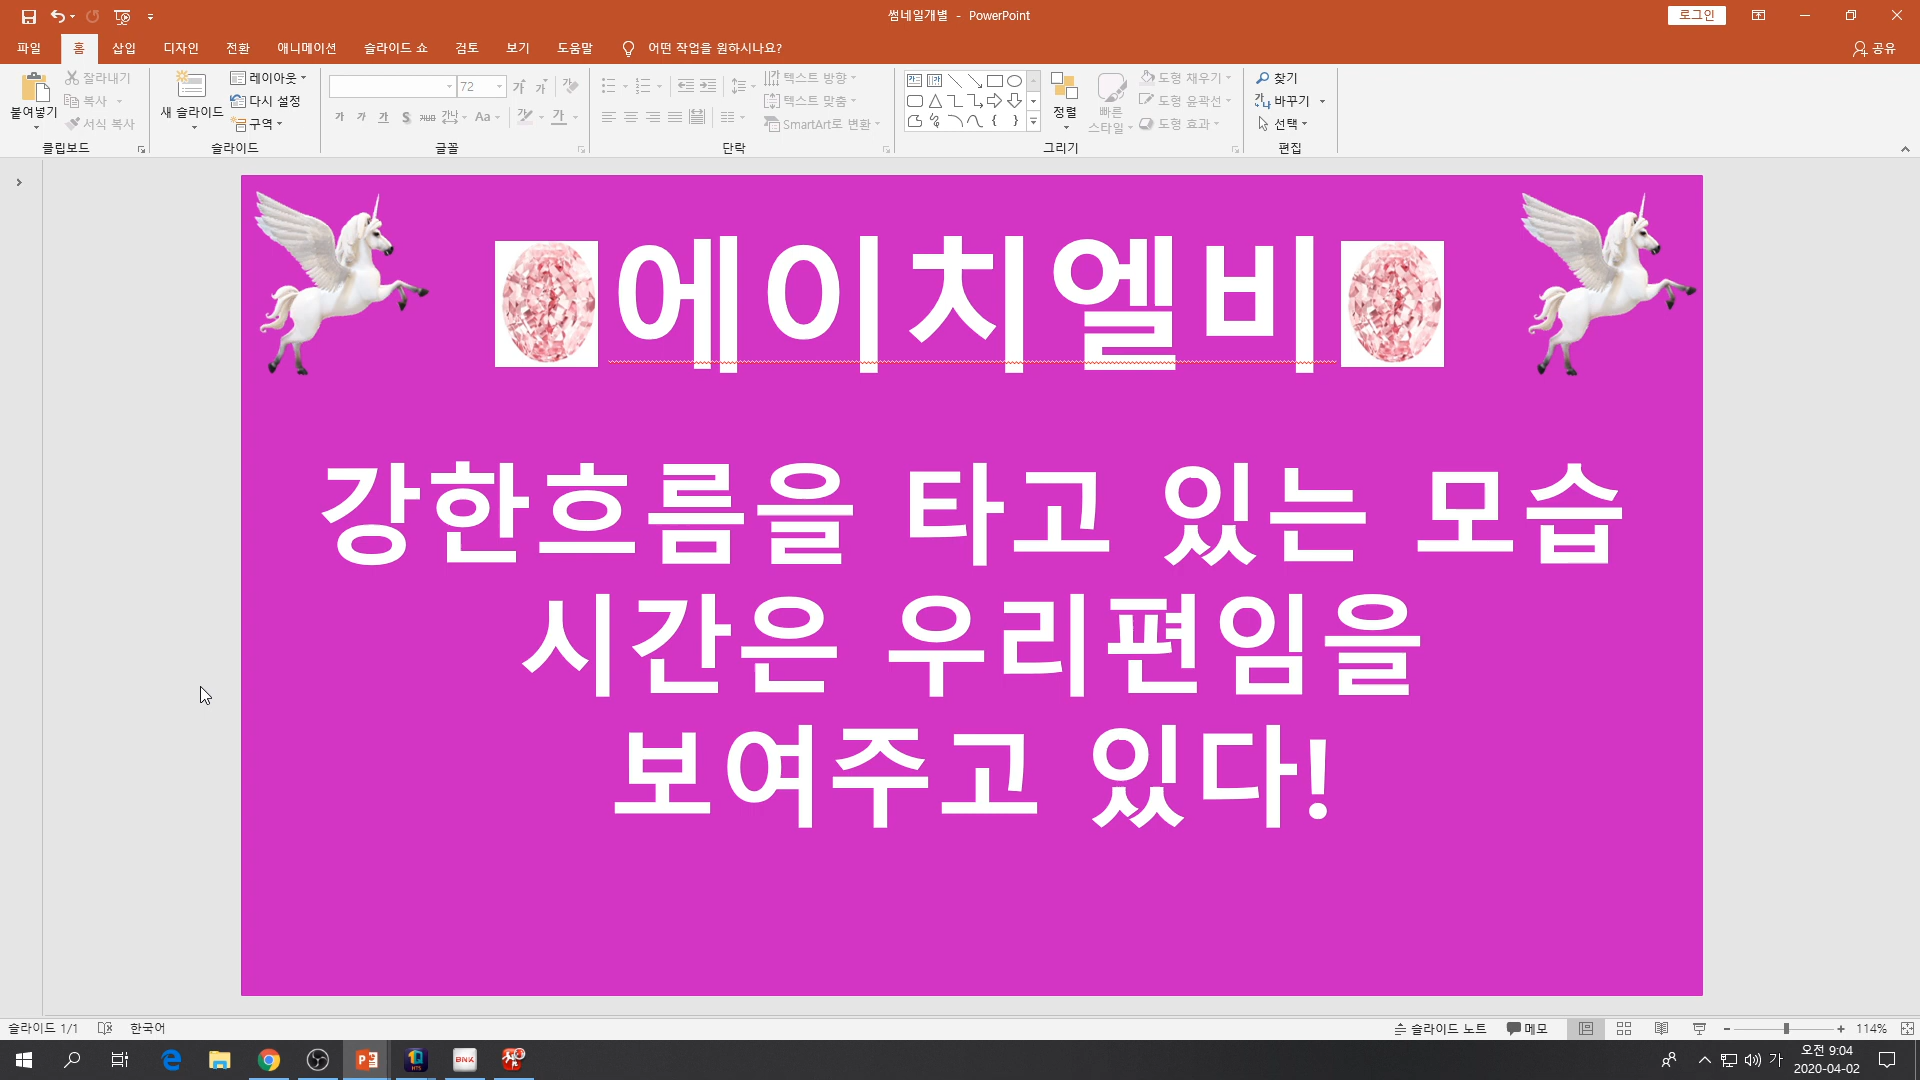 썸네일개별 - PowerPoint
로그인
파일 홈 삽입 디자인 전환 애니메이션 슬라이드 쇼 검토 보기 도움말 어떤 작업을 원하시나요? 공유
붙여넣기
잘라내기
복사
서식 복사
클립보드
새 슬라이드
레이아웃
다시 설정
구역
슬라이드
72
가 가 가 S abc 간 Aa 가
글꼴
텍스트 방향
텍스트 맞춤
SmartArt로 변환
단락
정렬
빠른
스타일
도형 채우기
도형 윤곽선
도형 효과
그리기
찾기
바꾸기
선택
편집
에이치엘비
강한흐름을 타고 있는 모습
시간은 우리편임을
보여주고 있다!
슬라이드 1/1 한국어 슬라이드 노트 메모 114%
BNK
가
오전 9:04
2020-04-02